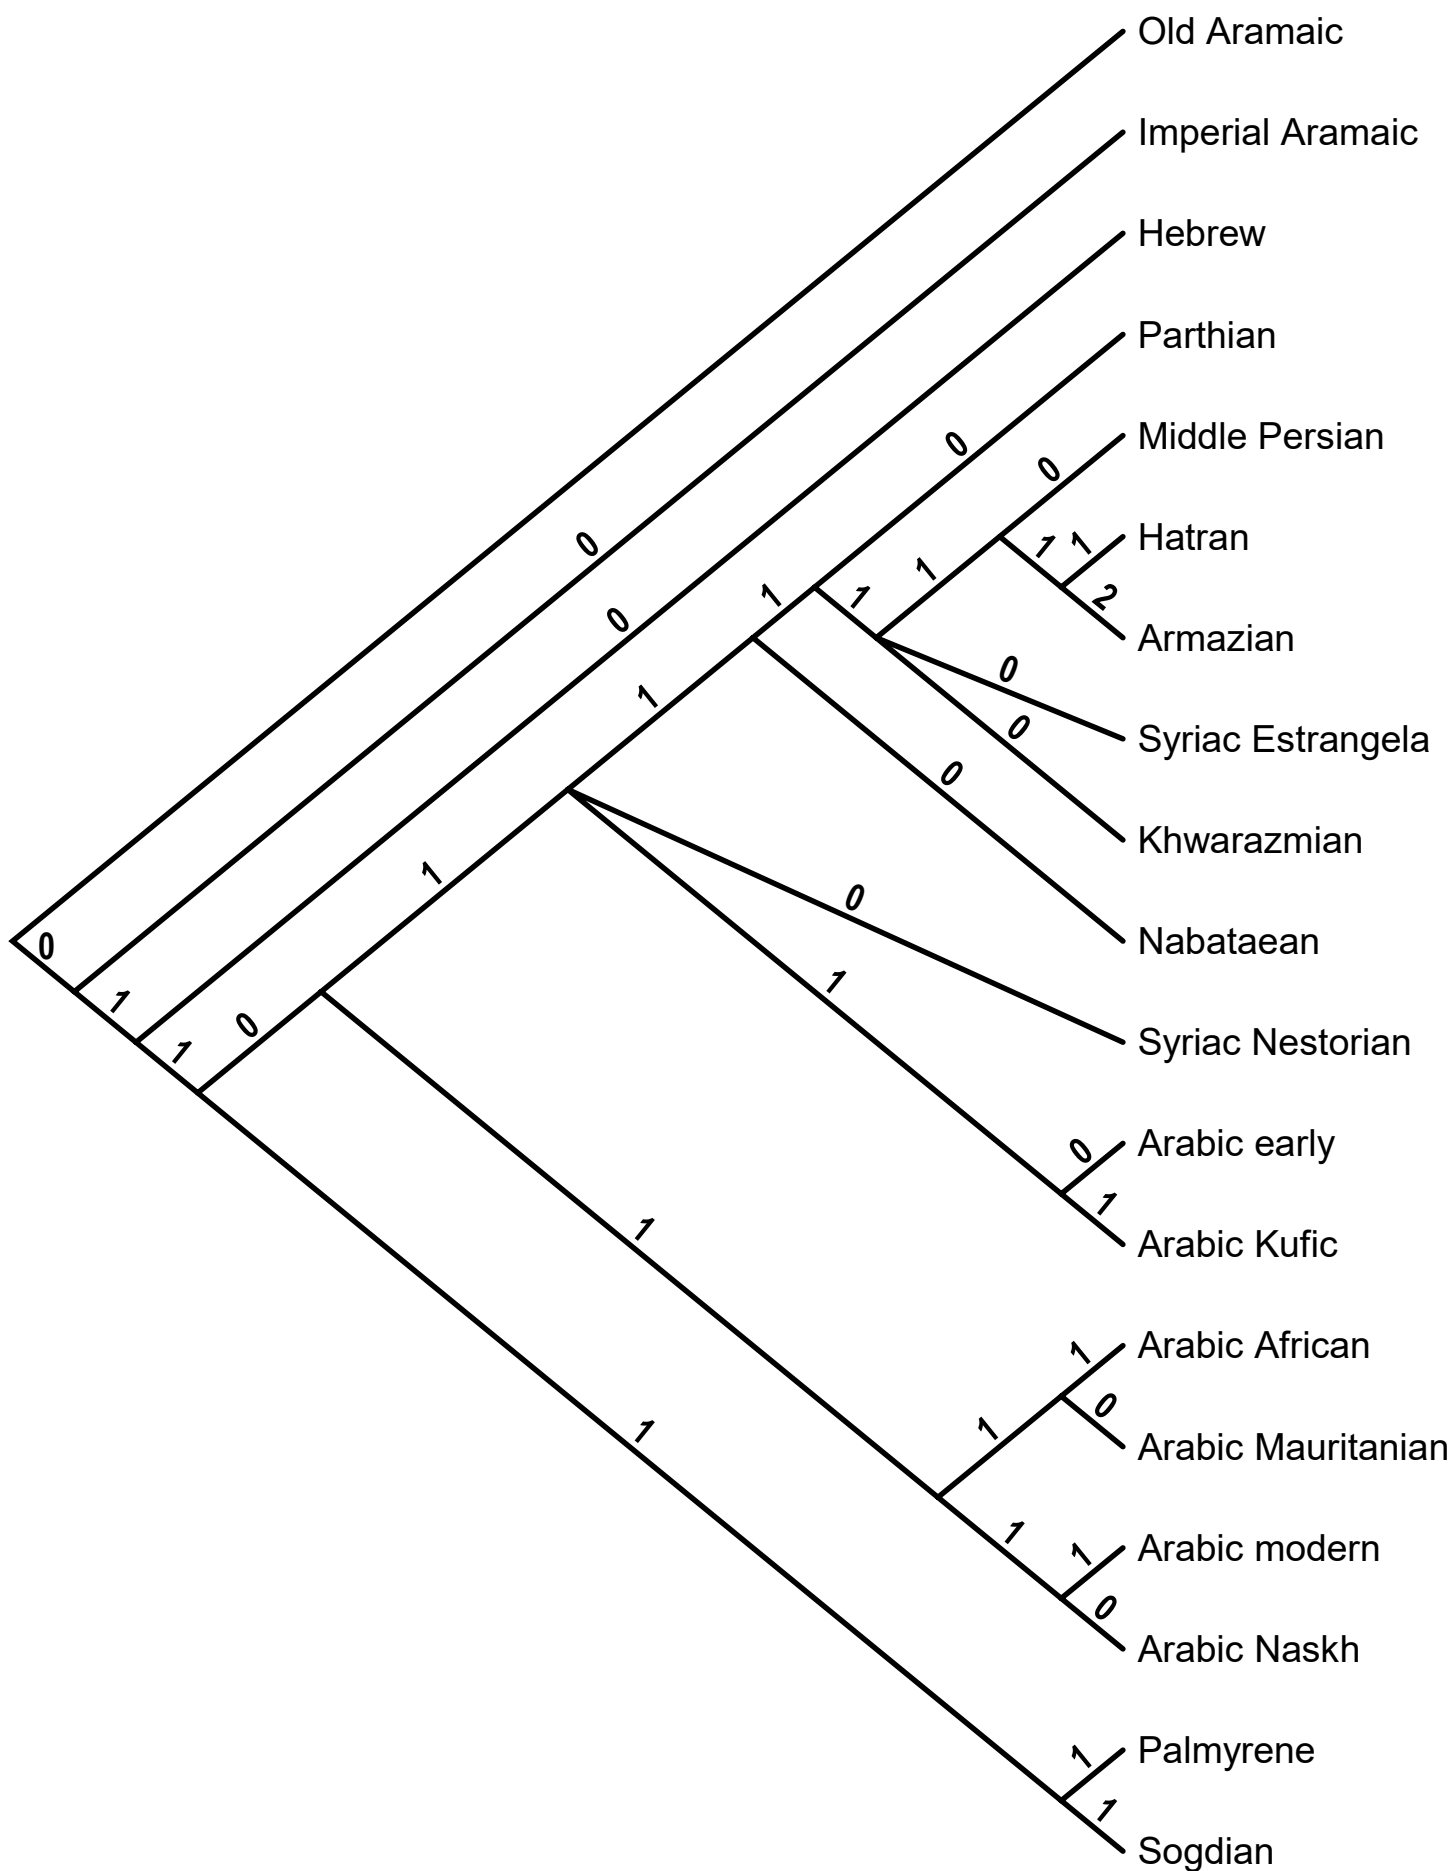 Old Aramaic
Imperial Aramaic
Hebrew
Parthian
0
Middle Persian
0
Hatran
1 1
0
1
2
1 1
0
Armazian
0
1
Syriac Estrangela
0
0
Khwarazmian
1
0
Nabataean
0
1
0
1
Syriac Nestorian
1
0
Arabic early
1
Arabic Kufic
1
1
Arabic African
0
1
1
Arabic Mauritanian
1
1
Arabic modern
0
Arabic Naskh
1
Palmyrene
1
Sogdian